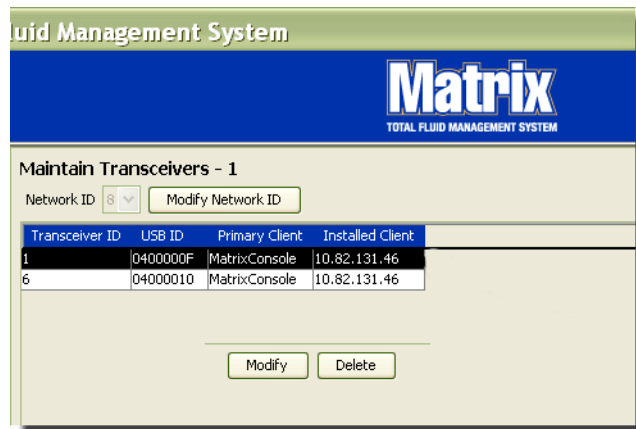 luid Management System
Matrix
TOTAL FLUID MANAGEMENT SYSTEM
Maintain Transceivers - 1
Network ID 8 Modify Network ID
Transceiver ID USB ID Primary Client Installed Client
1 0400000F MatrixConsole 10.82.131.46
6 04000010 MatrixConsole 10.82.131.46
Modify Delete